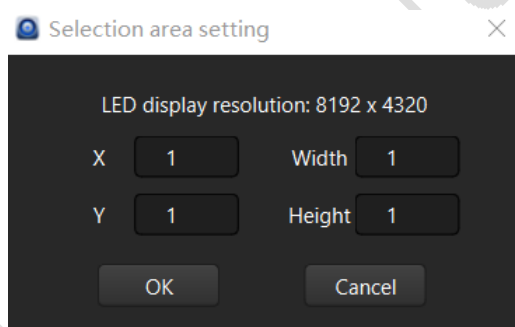 Selection area setting
LED display resolution: 8192 x 4320
X 1 Width 1
Y 1 Height 1
OK Cancel